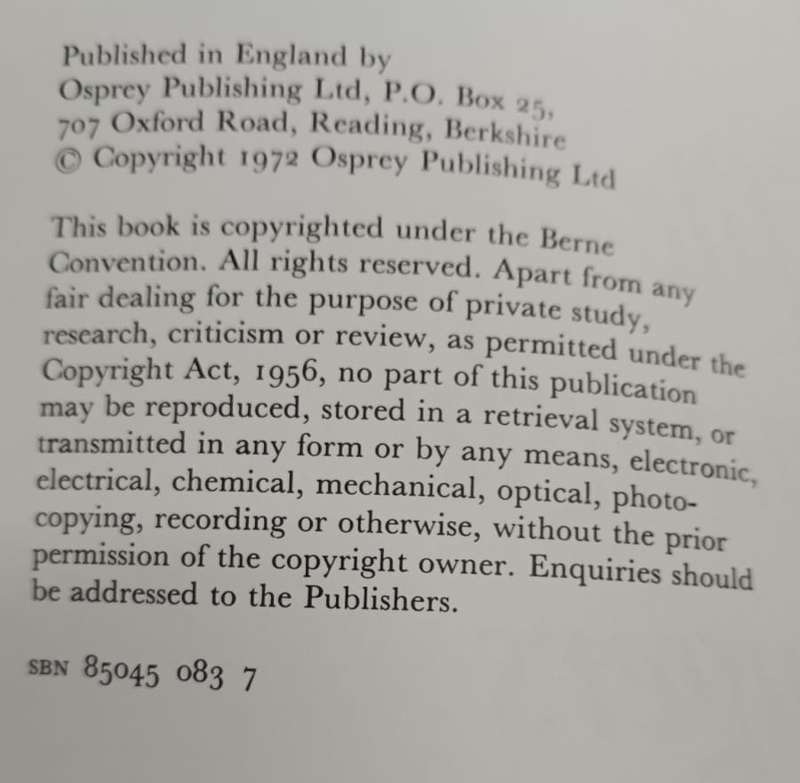 Published in England by
Osprey Publishing Ltd, P.O. Box 25,
707 Oxford Road, Reading, Berkshire
© Copyright 1972 Osprey Publishing Ltd
This book is copyrighted under the Berne
Convention. All rights reserved. Apart from any
fair dealing for the purpose of private study,
research, criticism or review, as permitted under the
Copyright Act, 1956, no part of this publication
may be reproduced, stored in a retrieval system, or
transmitted in any form or by any means, electronic,
electrical, chemical, mechanical, optical, photo-
copying, recording or otherwise, without the prior
permission of the copyright owner. Enquiries should
be addressed to the Publishers.
SBN 85045 083 7